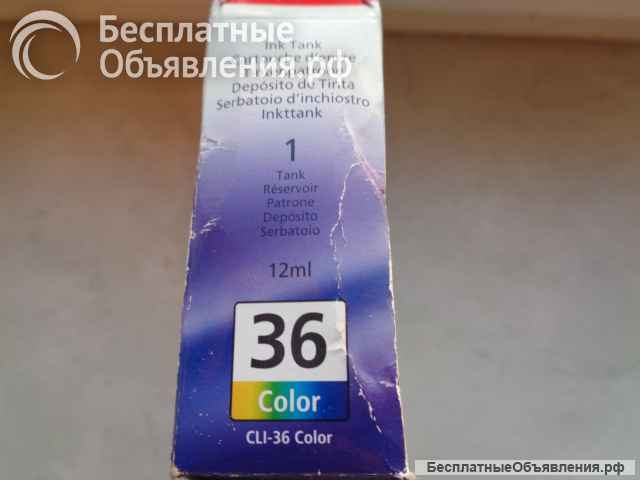 Бесплатные
Объявления.рф
Ink Tank
d'encre
Depósito de Tinta
Serbatoio d'inchiostro
Inkttank
1
Tank
Réservoir
Patrone
Depósito
Serbatoio
12ml
36
Color
CLI-36 Color
БесплатныеОбъявления.рф